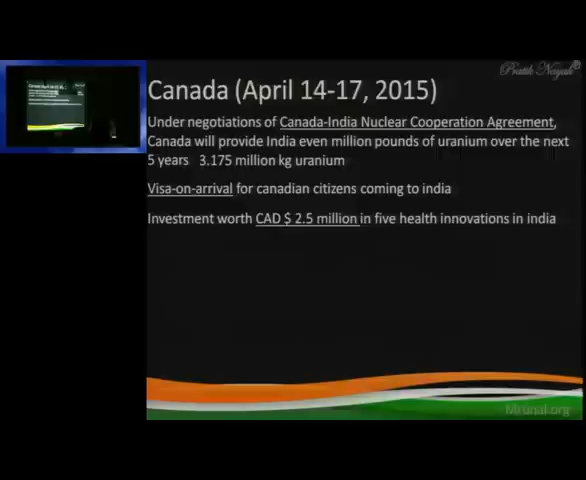 Pratik Nayak
Canada (April 14-17, 2015)
Under negotiations of Canada-India Nuclear Cooperation Agreement,
Canada will provide India even million pounds of uranium over the next
5 years 3.175 million kg uranium
Visa-on-arrival for canadian citizens coming to india
Investment worth CAD $ 2.5 million in five health innovations in india
Mrunal.org